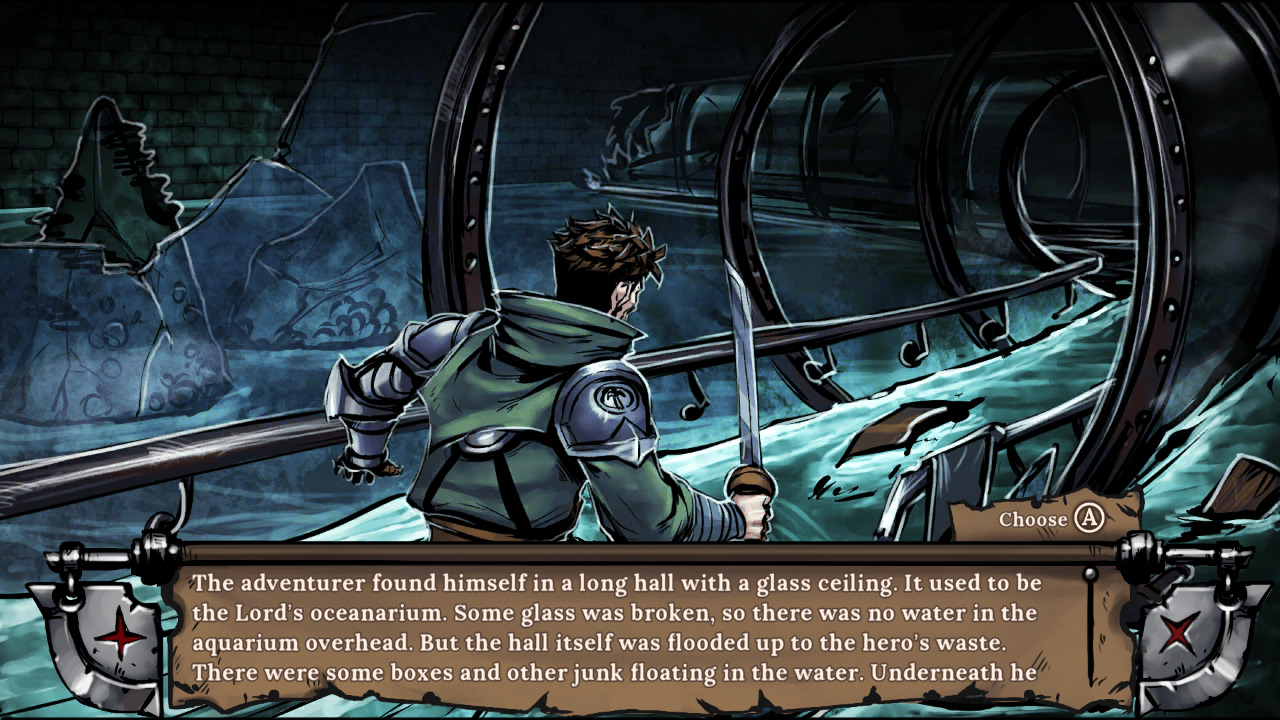 Choose A
The adventurer found himself in a long hall with a glass ceiling. It used to be
the Lord's oceanarium. Some glass was broken, so there was no water in the
aquarium overhead. But the hall itself was flooded up to the hero's waste.
There were some boxes and other junk floating in the water. Underneath he